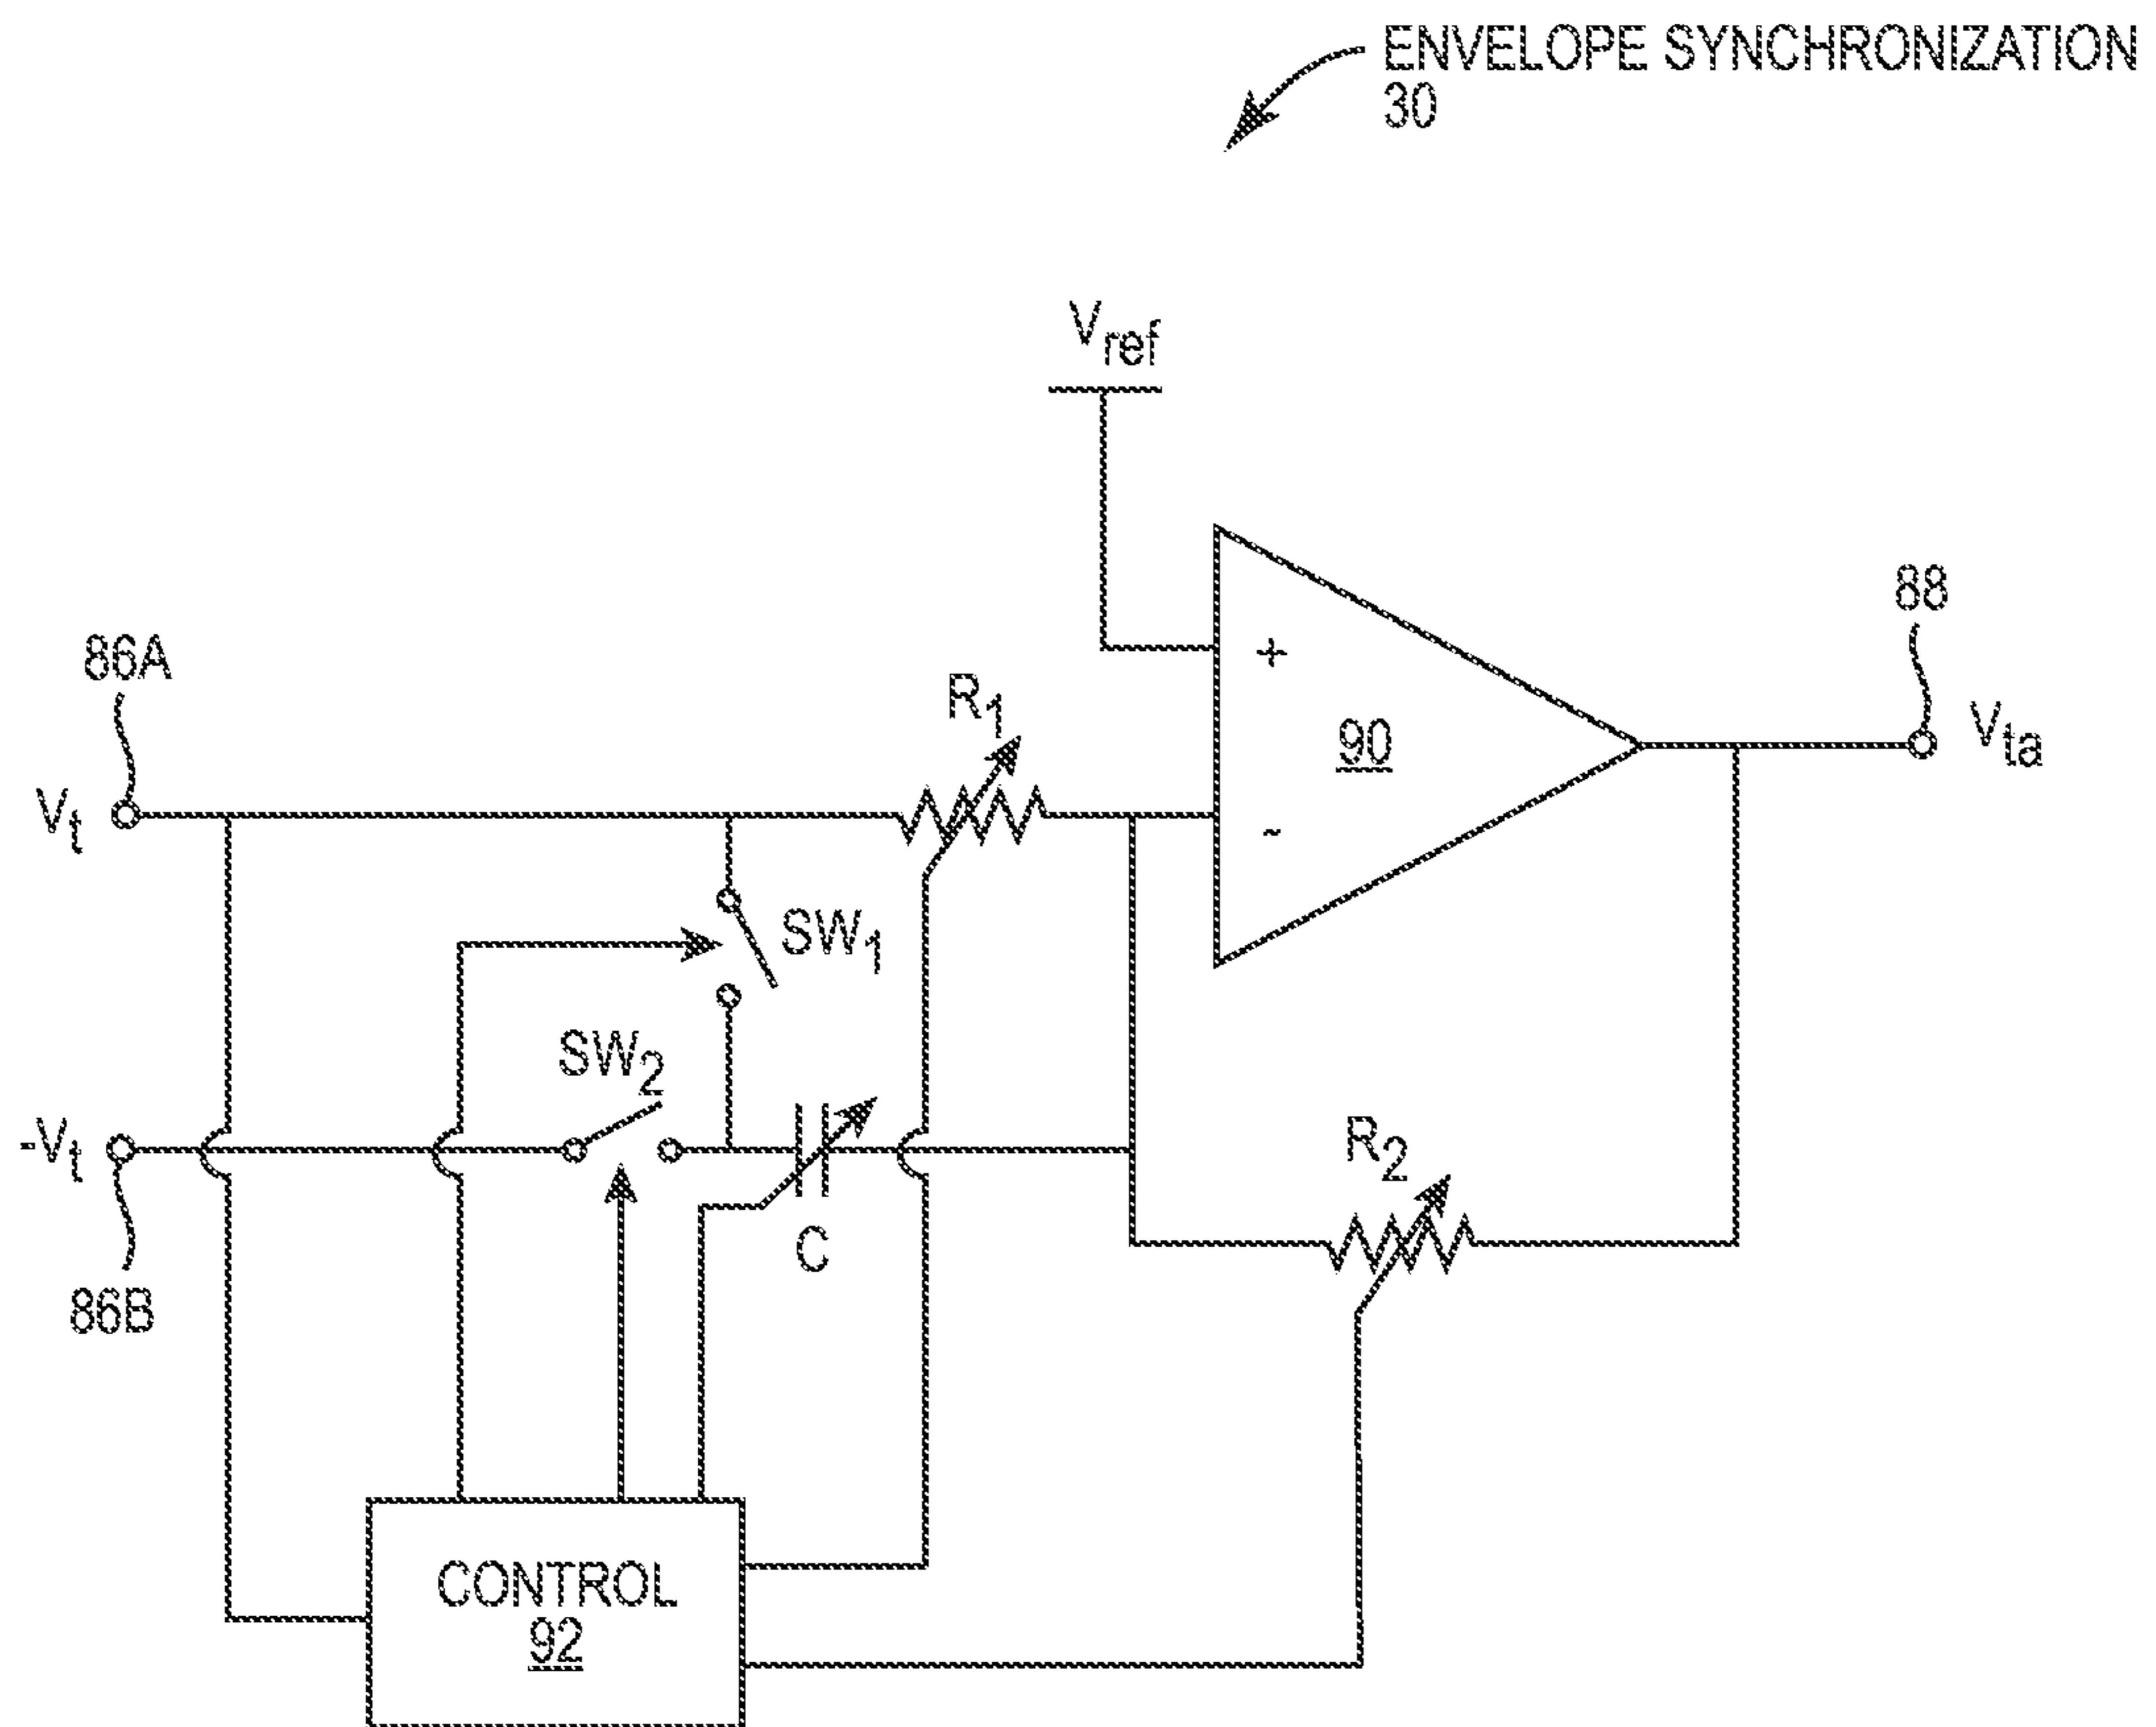 ENVELOPE SYNCHRONIZATION
30
Vref
88
86A
R1
+
90
Vta
Vt
-
SW1
SW2
-Vt
R2
C
86B
CONTROL
92